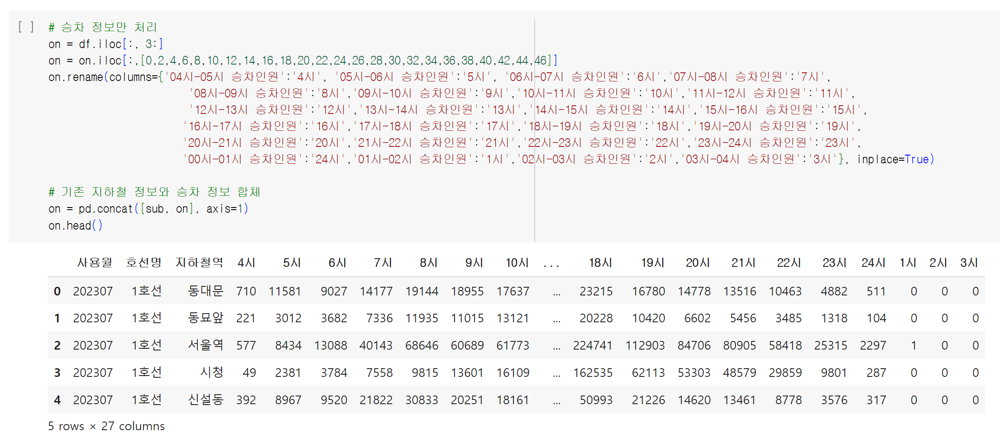 [ ] # 승차 정보만 처리
on = df.iloc[:, 3:]
on = on.iloc[:,[0,2,4,6,8,10,12,14,16,18,20,22,24,26,28,30,32,34,36,38,40,42,44,46]]
on.rename(columns={'04시-05시 승차인원':'4시', '05시-06시 승차인원':'5시', '06시-07시 승차인원':'6시','07시-08시 승차인원':'7시',
'08시-09시 승차인원':'8시','09시-10시 승차인원':'9시','10시-11시 승차인원':'10시','11시-12시 승차인원':'11시',
'12시-13시 승차인원':'12시','13시-14시 승차인원':'13시','14시-15시 승차인원':'14시','15시-16시 승차인원':'15시',
'16시-17시 승차인원':'16시','17시-18시 승차인원':'17시','18시-19시 승차인원':'18시','19시-20시 승차인원':'19시',
'20시-21시 승차인원':'20시','21시-22시 승차인원':'21시','22시-23시 승차인원':'22시','23시-24시 승차인원':'23시',
'00시-01시 승차인원':'24시','01시-02시 승차인원':'1시','02시-03시 승차인원':'2시','03시-04시 승차인원':'3시'}, inplace=True)
# 기존 지하철 정보와 승차 정보 합체
on = pd.concat([sub, on], axis=1)
on.head()
사용월 호선명 지하철역 4시 5시 6시 7시 8시 9시 10시 ... 18시 19시 20시 21시 22시 23시 24시 1시 2시 3시
0 202307 1호선 동대문 710 11581 9027 14177 19144 18955 17637 ... 23215 16780 14778 13516 10463 4882 511 0 0 0
1 202307 1호선 동묘앞 221 3012 3682 7336 11935 11015 13121 ... 20228 10420 6602 5456 3485 1318 104 0 0 0
2 202307 1호선 서울역 577 8434 13088 40143 68646 60689 61773 ... 224741 112903 84706 80905 58418 25315 2297 1 0 0
3 202307 1호선 시청 49 2381 3784 7558 9815 13601 16109 ... 162535 62113 53303 48579 29859 9801 287 0 0 0
4 202307 1호선 신설동 392 8967 9520 21822 30833 20251 18161 ... 50993 21226 14620 13461 8778 3576 317 0 0 0
5 rows × 27 columns